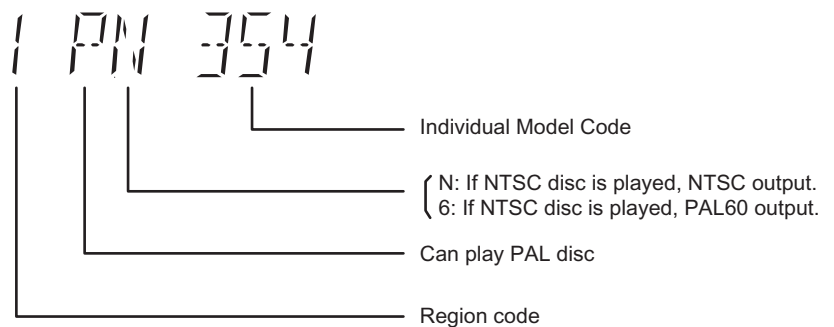 1 PN 354
Individual Model Code
N: If NTSC disc is played, NTSC output.
6: If NTSC disc is played, PAL60 output.
Can play PAL disc
Region code